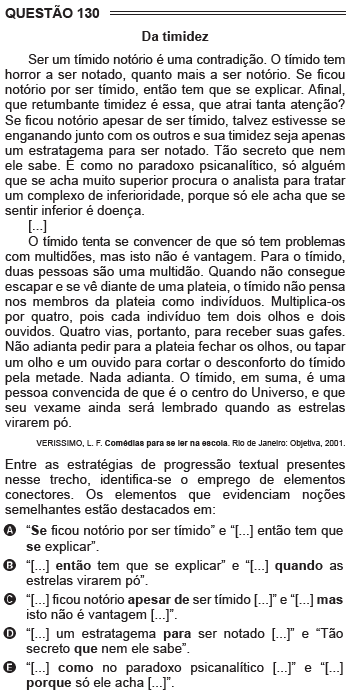 QUESTÃO 130
Da timidez
Ser um tímido notório é uma contradição. O tímido tem
horror a ser notado, quanto mais a ser notório. Se ficou
notório por ser tímido, então tem que se explicar. Afinal,
que retumbante timidez é essa, que atrai tanta atenção?
Se ficou notório apesar de ser tímido, talvez estivesse se
enganando junto com os outros e sua timidez seja apenas
um estratagema para ser notado. Tão secreto que nem
ele sabe. É como no paradoxo psicanalítico, só alguém
que se acha muito superior procura o analista para tratar
um complexo de inferioridade, porque só ele acha que se
sentir inferior é doença.
[...]
O tímido tenta se convencer de que só tem problemas
com multidões, mas isto não é vantagem. Para o tímido,
duas pessoas são uma multidão. Quando não consegue
escapar e se vê diante de uma plateia, o tímido não pensa
nos membros da plateia como indivíduos. Multiplica-os
por quatro, pois cada indivíduo tem dois olhos e dois
ouvidos. Quatro vias, portanto, para receber suas gafes.
Não adianta pedir para a plateia fechar os olhos, ou tapar
um olho e um ouvido para cortar o desconforto do tímido
pela metade. Nada adianta. O tímido, em suma, é uma
pessoa convencida de que é o centro do Universo, e que
seu vexame ainda será lembrado quando as estrelas
virarem pó.
VERISSIMO, L. F. Comédias para se ler na escola. Rio de Janeiro: Objetiva, 2001.
Entre as estratégias de progressão textual presentes
nesse trecho, identifica-se o emprego de elementos
conectores. Os elementos que evidenciam noções
semelhantes estão destacados em:
A "Se ficou notório por ser tímido" e "[...] então tem que
se explicar".
B "[...] então tem que se explicar" e "[...] quando as
estrelas virarem pó".
C "[...] ficou notório apesar de ser tímido [...]" e "[...] mas
isto não é vantagem [...]".
D "[...] um estratagema para ser notado [...]" e "Tão
secreto que nem ele sabe".
E "[...] como no paradoxo psicanalítico [...]" e "[...]
porque só ele acha [...]".